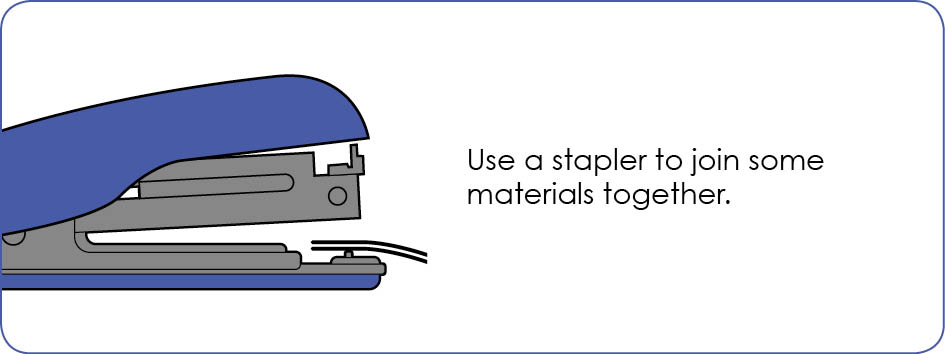 Use a stapler to join some
materials together.